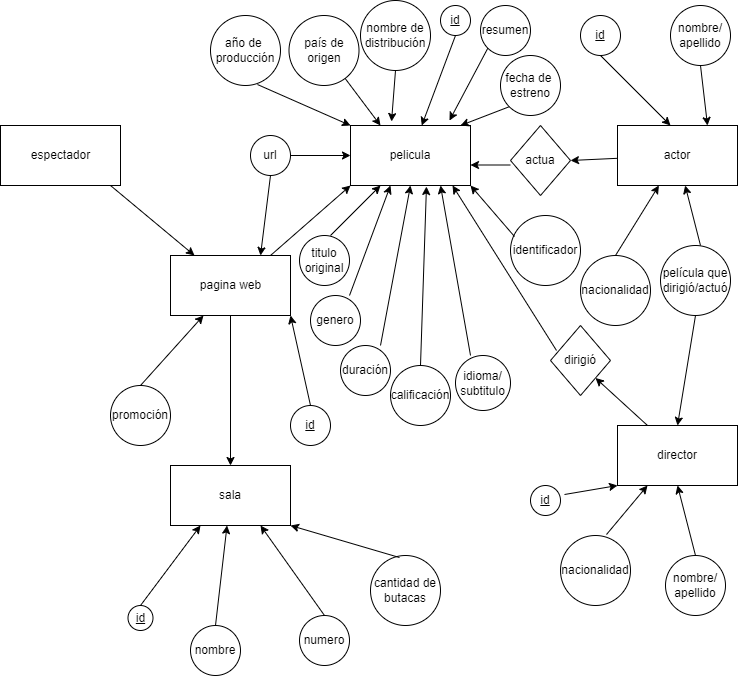 año de
producción
país de
origen
nombre de
distribución
id
resumen
fecha de
estreno
id
nombre/
apellido
espectador
url
pelicula
actua
actor
titulo
original
identificador
nacionalidad
película que
dirigió/actuó
pagina web
genero
duración
calificación
idioma/
subtitulo
dirigió
promoción
id
director
sala
id
nacionalidad
nombre/
apellido
id
nombre
numero
cantidad de
butacas